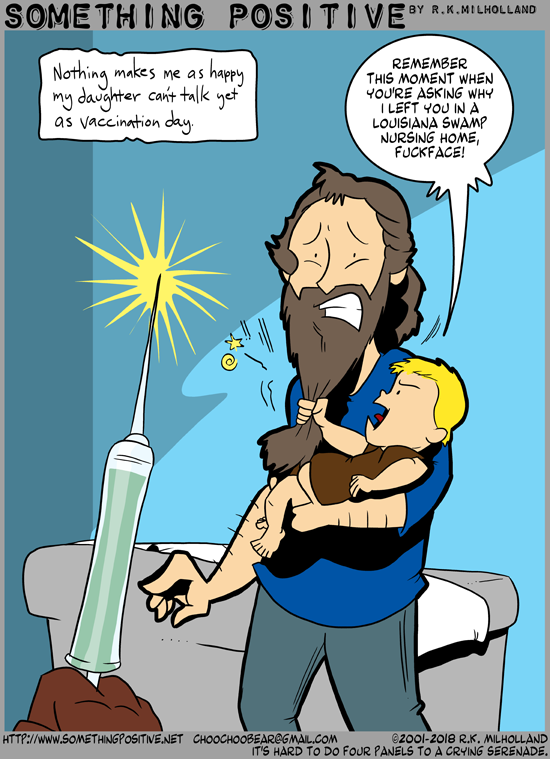 SOMETHING POSITIVE BY R.K.MILHOLLAND
Nothing makes me as happy
my daughter can't talk yet
as vaccination day.
REMEMBER
THIS MOMENT WHEN
YOU'RE ASKING WHY
I LEFT YOU IN A
LOUISIANA SWAMP
NURSING HOME,
FUCKFACE!
HTTP://WWW.SOMETHINGPOSITIVE.NET CHOOCHOOBEAR@GMAIL.COM ©2001-2018 R.K. MILHOLLAND
IT'S HARD TO DO FOUR PANELS TO A CRYING SERENADE.